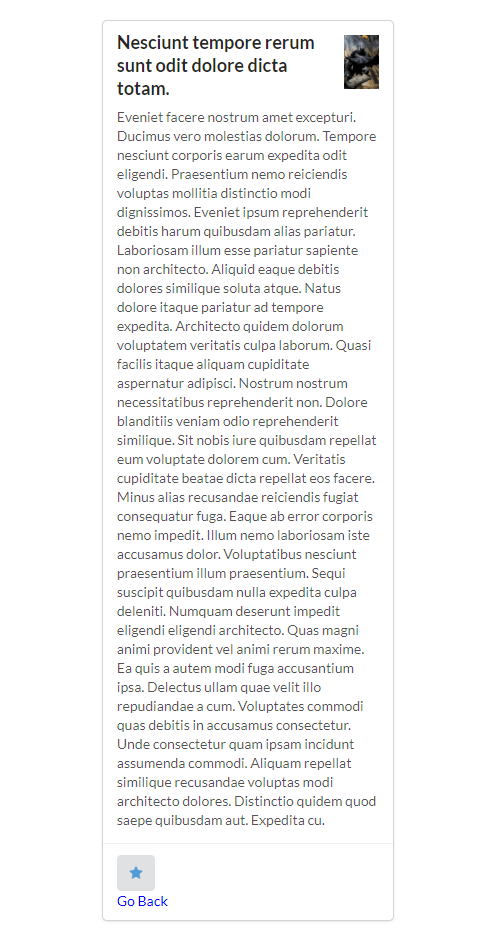 Nesciunt tempore rerum
sunt odit dolore dicta
totam.
Eveniet facere nostrum amet excepturi.
Ducimus vero molestias dolorum. Tempore
nesciunt corporis earum expedita odit
eligendi. Praesentium nemo reiciendis
voluptas mollitia distinctio modi
dignissimos. Eveniet ipsum reprehenderit
debitis harum quibusdam alias pariatur.
Laboriosam illum esse pariatur sapiente
non architecto. Aliquid eaque debitis
dolores similique soluta atque. Natus
dolore itaque pariatur ad tempore
expedita. Architecto quidem dolorum
voluptatem veritatis culpa laborum. Quasi
facilis itaque aliquam cupiditate
aspernatur adipisci. Nostrum nostrum
necessitatibus reprehenderit non. Dolore
blanditiis veniam odio reprehenderit
similique. Sit nobis iure quibusdam repellat
eum voluptate dolorem cum. Veritatis
cupiditate beatae dicta repellat eos facere.
Minus alias recusandae reiciendis fugiat
consequatur fuga. Eaque ab error corporis
nemo impedit. Illum nemo laboriosam iste
accusamus dolor. Voluptatibus nesciunt
praesentium illum praesentium. Sequi
suscipit quibusdam nulla expedita culpa
deleniti. Numquam deserunt impedit
eligendi eligendi architecto. Quas magni
animi provident vel animi rerum maxime.
Ea quis a autem modi fuga accusantium
ipsa. Delectus ullam quae velit illo
repudiandae a cum. Voluptates commodi
quas debitis in accusamus consectetur.
Unde consectetur quam ipsam incidunt
assumenda commodi. Aliquam repellat
similique recusandae voluptas modi
architecto dolores. Distinctio quidem quod
saepe quibusdam aut. Expedita cu.
Go Back